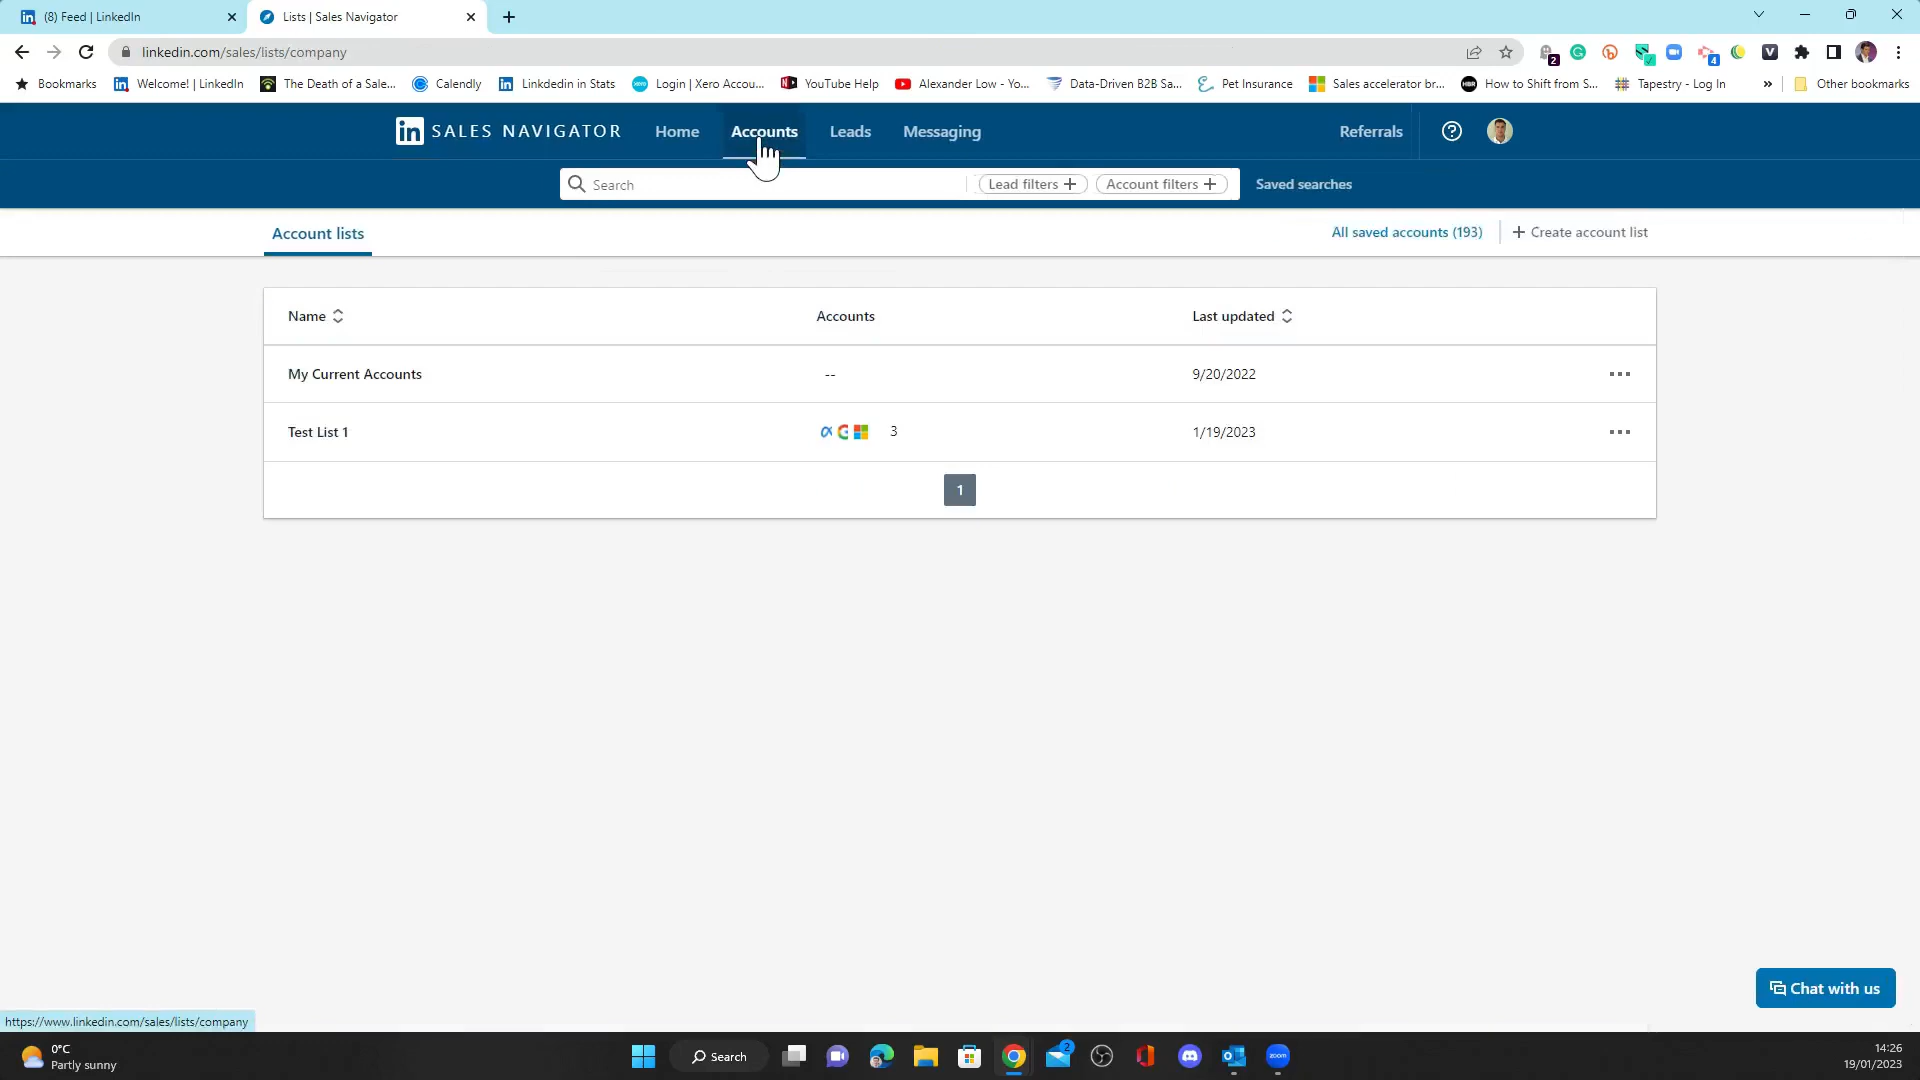 (8) Feed | LinkedIn
Lists | Sales Navigator
linkedin.com/sales/lists/company
2
4
Bookmarks
Welcome! | LinkedIn
The Death of a Sale...
Calendly
Linkdedin in Stats
Login | Xero Accou...
YouTube Help
Alexander Low - Yo...
Data-Driven B2B Sa...
Pet Insurance
Sales accelerator br...
How to Shift from S...
Tapestry - Log In
»
Other bookmarks
in SALES NAVIGATOR
Home
Accounts
Leads
Messaging
Referrals
Search
Lead filters +
Account filters +
Saved searches
Account lists
All saved accounts (193)
+ Create account list
Name
Accounts
Last updated
My Current Accounts
--
9/20/2022
Test List 1
3
1/19/2023
1
Chat with us
https://www.linkedin.com/sales/lists/company
0°C
Partly sunny
Search
2
zoom
14:26
19/01/2023